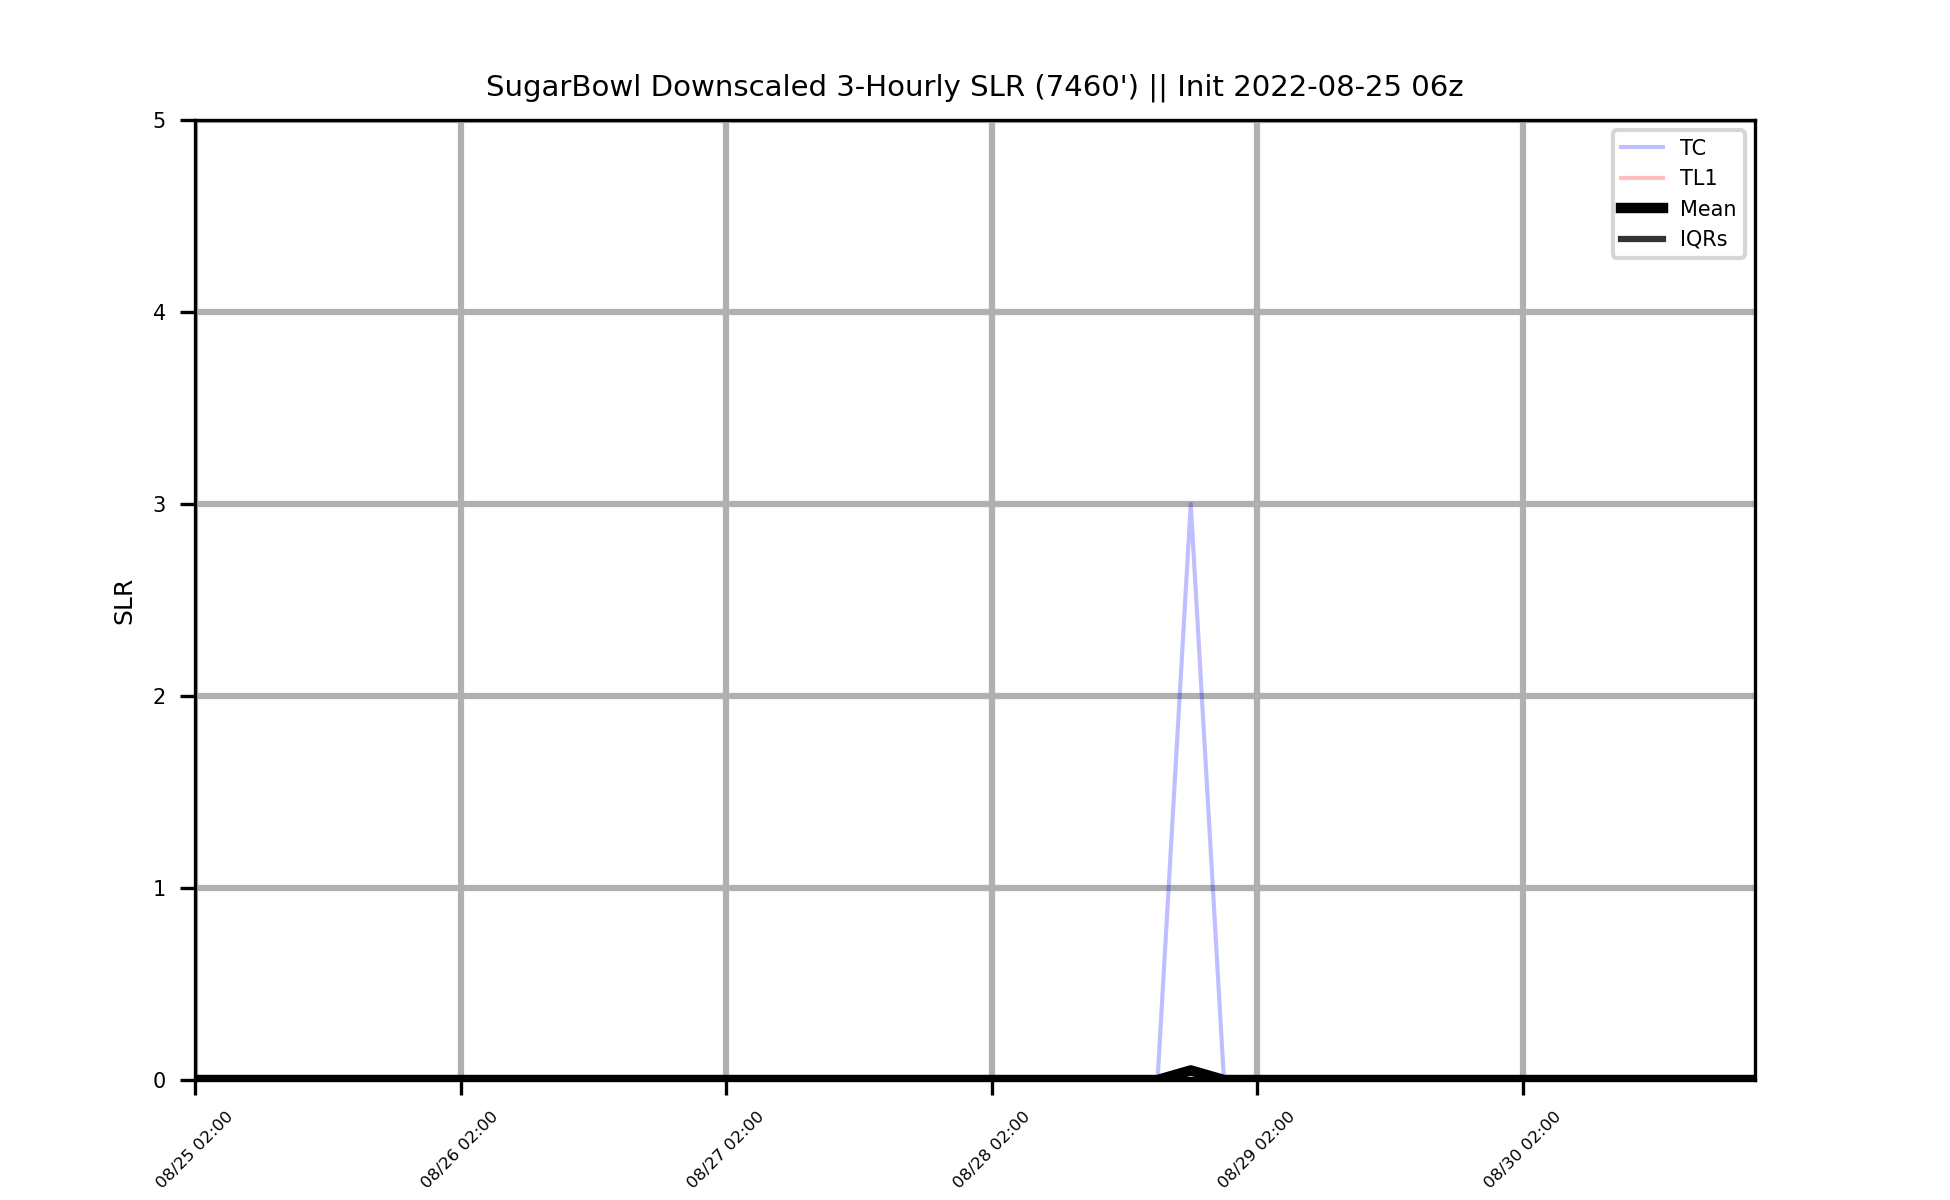 SugarBowl Downscaled 3-Hourly SLR (7460') || Init 2022-08-25 06z
5
4
3
2
1
0
SLR
TC
TL1
Mean
IQRs
08/25 02:00
08/26 02:00
08/27 02:00
08/28 02:00
08/29 02:00
08/30 02:00